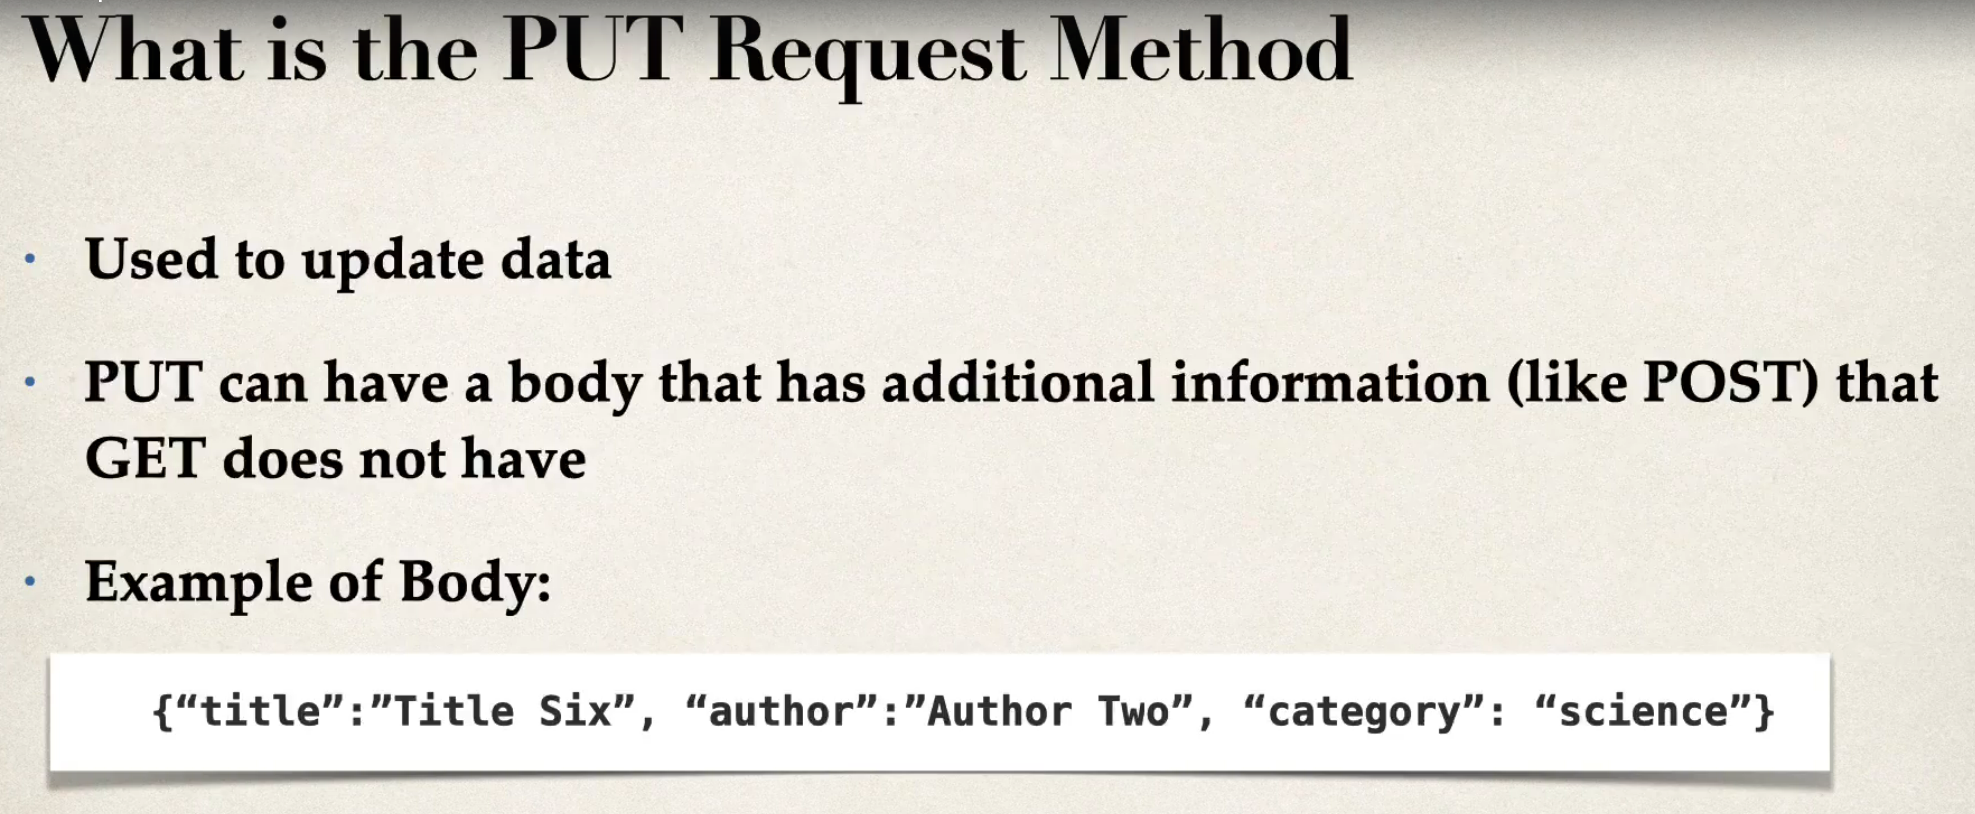 What is the PUT Request Method
• Used to update data
• PUT can have a body that has additional information (like POST) that
GET does not have
• Example of Body:
{“title”:”Title Six”, “author”:”Author Two”, “category”: “science”}